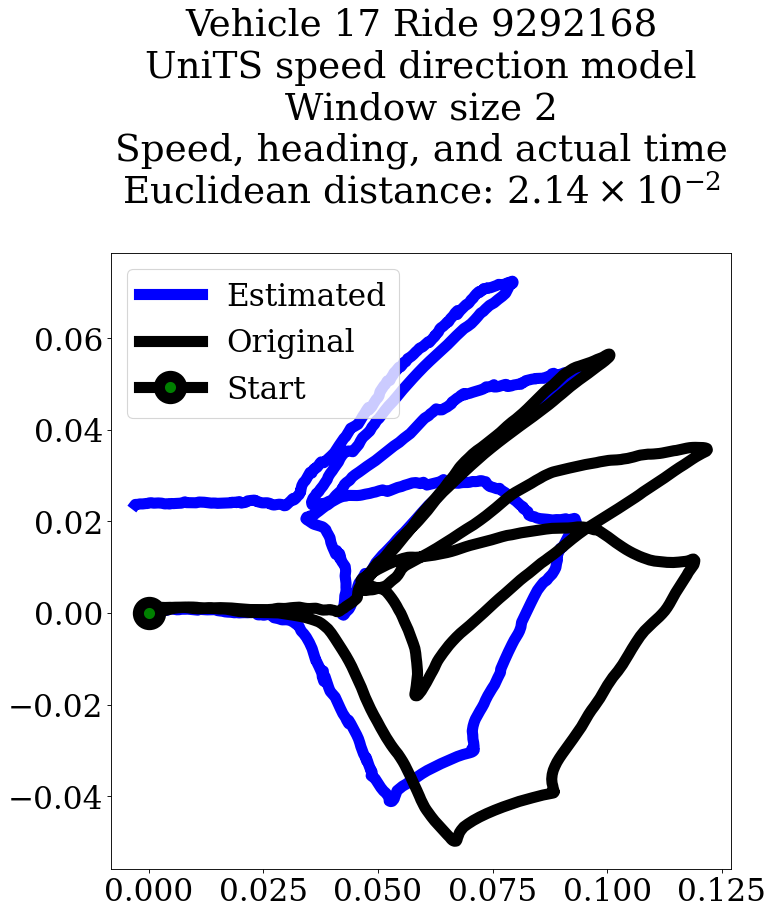 Vehicle 17 Ride 9292168
UniTS speed direction model
Window size 2
Speed, heading, and actual time
Euclidean distance: 2.14 × 10⁻²
Estimated
Original
Start
0.06
0.04
0.02
0.00
−0.02
−0.04
0.000 0.025 0.050 0.075 0.100 0.125